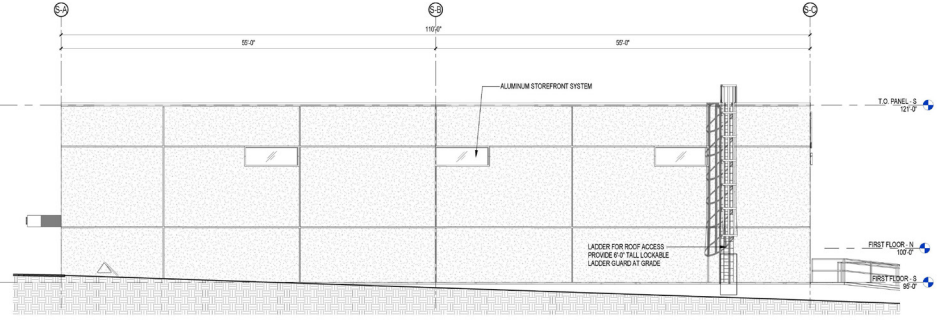 S-A
S-B
S-C
110'-0"
55'-0"
55'-0"
ALUMINUM STOREFRONT SYSTEM
T.O. PANEL - S
121'-0"
LADDER FOR ROOF ACCESS
PROVIDE 6'-0" TALL LOCKABLE
LADDER GUARD AT GRADE
FIRST FLOOR - N
100'-0"
FIRST FLOOR - S
95'-0"